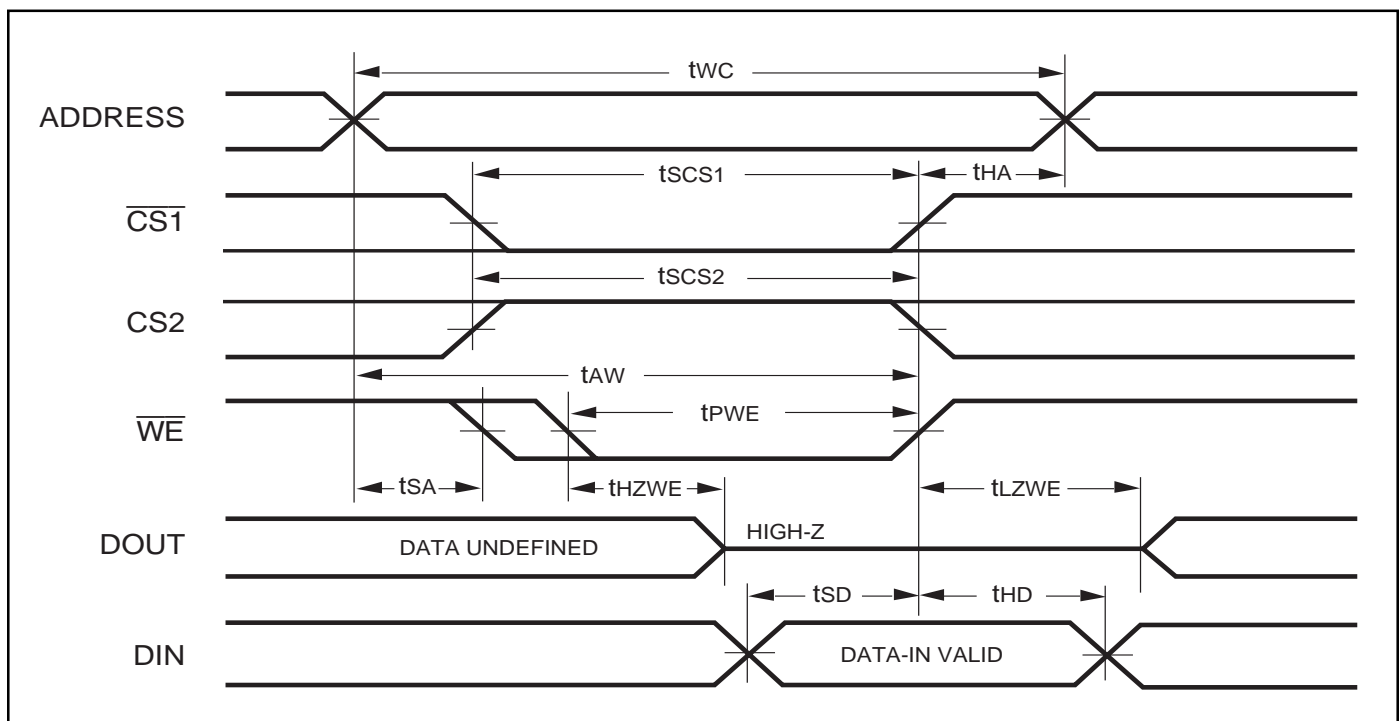 tWC
ADDRESS
tSCS1
tHA
CS1
tSCS2
CS2
tAW
WE
tPWE
tSA
tHZWE
tLZWE
DOUT
DATA UNDEFINED
HIGH-Z
tSD
tHD
DIN
DATA-IN VALID